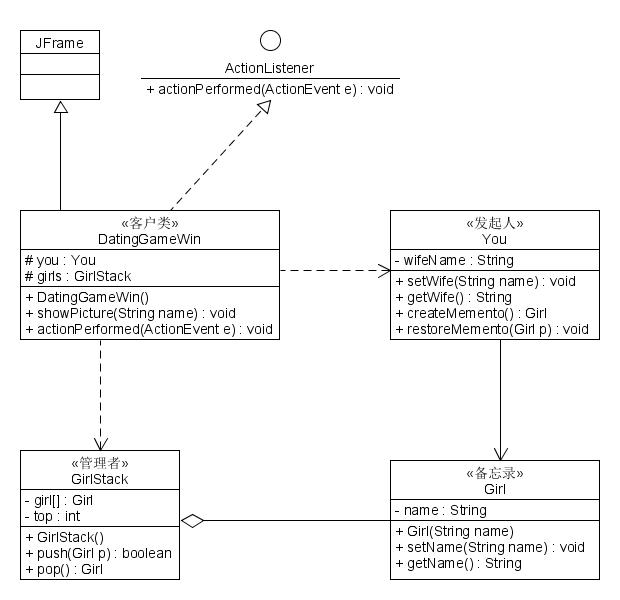 JFrame
ActionListener
+ actionPerformed(ActionEvent e) : void
«客户类»
DatingGameWin
# you : You
# girls : GirlStack
+ DatingGameWin()
+ showPicture(String name) : void
+ actionPerformed(ActionEvent e) : void
«发起人»
You
- wifeName : String
+ setWife(String name) : void
+ getWife() : String
+ createMemento() : Girl
+ restoreMemento(Girl p) : void
«管理者»
GirlStack
- girl[] : Girl
- top : int
+ GirlStack()
+ push(Girl p) : boolean
+ pop() : Girl
«备忘录»
Girl
- name : String
+ Girl(String name)
+ setName(String name) : void
+ getName() : String